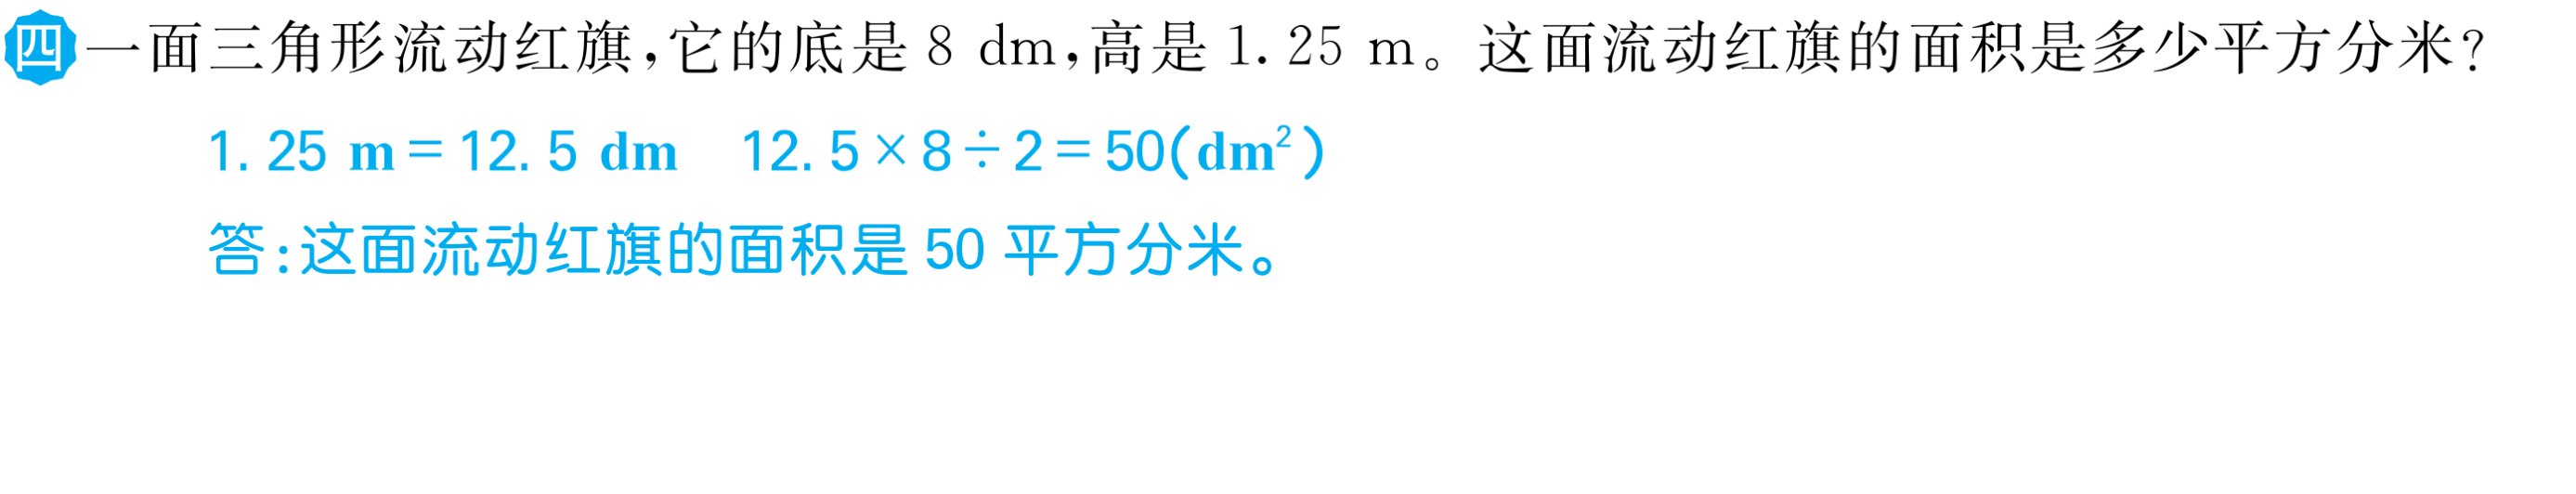 四 一面三角形流动红旗,它的底是 8 dm,高是 1.25 m。这面流动红旗的面积是多少平方分米?
1.25 m=12.5 dm 12.5×8÷2=50(dm²)
答:这面流动红旗的面积是 50 平方分米。